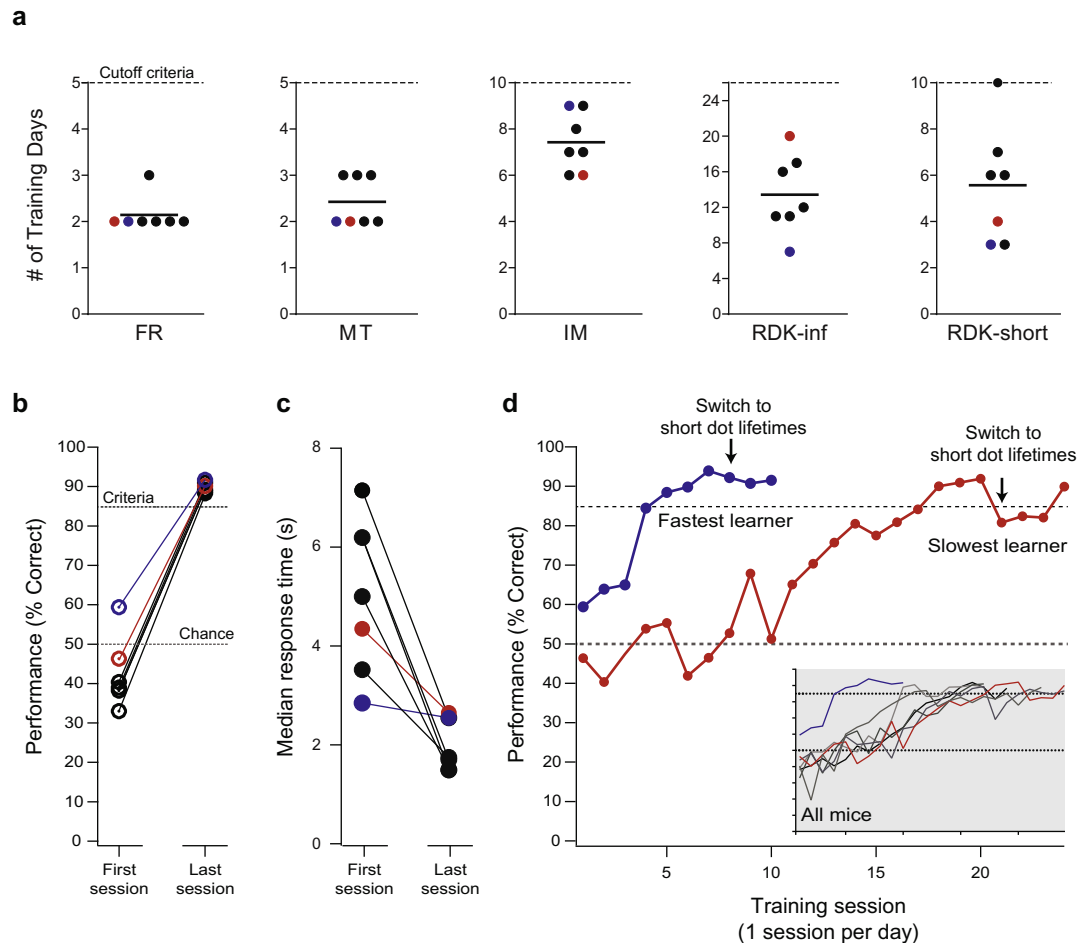 a
Cutoff criteria
# of Training Days
5
4
3
2
1
0
FR
5
4
3
2
1
0
MT
10
8
6
4
2
0
IM
24
20
16
12
8
4
0
RDK-inf
10
8
6
4
2
0
RDK-short
b
Performance (% Correct)
100
90
80
70
60
50
40
30
20
10
0
Criteria
Chance
First
session
Last
session
c
Median response time (s)
8
6
4
2
0
First
session
Last
session
d
Performance (% Correct)
100
90
80
70
60
50
40
30
20
10
0
Switch to
short dot lifetimes
Switch to
short dot lifetimes
Fastest learner
Slowest learner
All mice
5
10
15
20
Training session
(1 session per day)